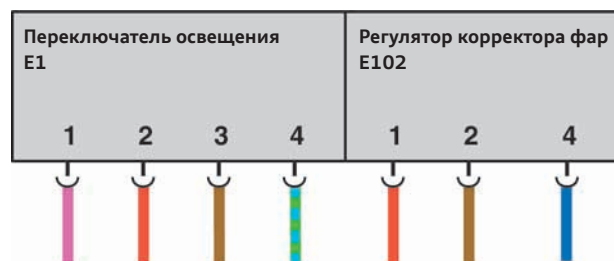 Переключатель освещения
E1
1 2 3 4
Регулятор корректора фар
E102
1 2 4